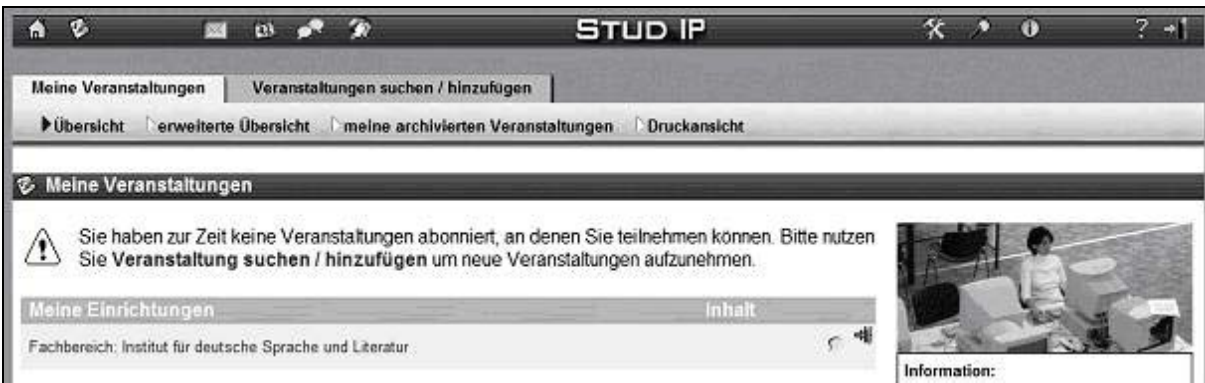 STUD IP
Meine Veranstaltungen Veranstaltungen suchen / hinzufügen
Übersicht erweiterte Übersicht meine archivierten Veranstaltungen Druckansicht
Meine Veranstaltungen
Sie haben zur Zeit keine Veranstaltungen abonniert, an denen Sie teilnehmen können. Bitte nutzen
Sie Veranstaltung suchen / hinzufügen um neue Veranstaltungen aufzunehmen.
Meine Einrichtungen Inhalt
Fachbereich: Institut für deutsche Sprache und Literatur
Information: